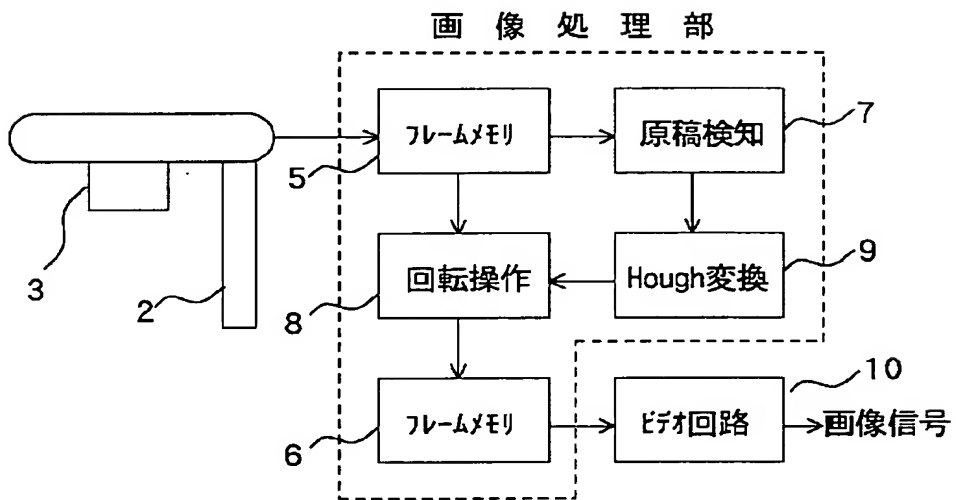 画像処理部
フレームメモリ
5
原稿検知
7
3
2
回転操作
8
Hough変換
9
フレームメモリ
6
ビデオ回路
10
画像信号